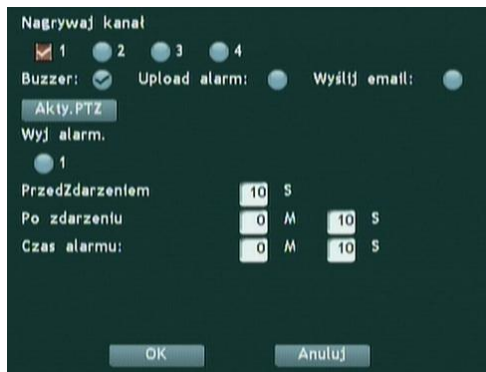 Nagrywaj kanał
1 2 3 4
Buzzer: Upload alarm: Wyślij email:
Akty.PTZ
Wyj alarm.
1
PrzedZdarzeniem 10 S
Po zdarzeniu 0 M 10 S
Czas alarmu: 0 M 10 S
OK Anuluj